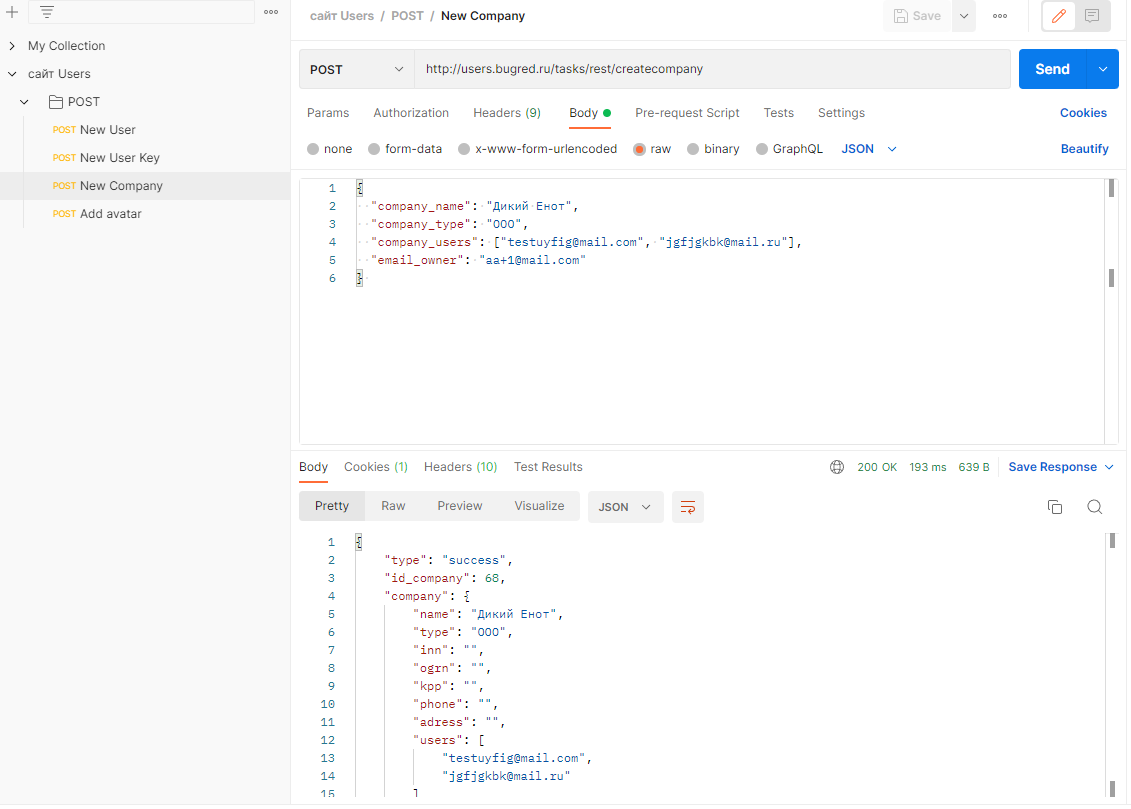 сайт Users / POST / New Company
Save
My Collection
сайт Users
POST
POST New User
POST New User Key
POST New Company
POST Add avatar
POST http://users.bugred.ru/tasks/rest/createcompany Send
Params Authorization Headers (9) Body Pre-request Script Tests Settings Cookies
none form-data x-www-form-urlencoded raw binary GraphQL JSON Beautify
1 {
2 "company_name": "Дикий Енот",
3 "company_type": "ООО",
4 "company_users": ["testuyfig@mail.com", "jgfjgkbk@mail.ru"],
5 "email_owner": "aa+1@mail.com"
6 }
Body Cookies (1) Headers (10) Test Results 200 OK 193 ms 639 B Save Response
Pretty Raw Preview Visualize JSON
1 {
2 "type": "success",
3 "id_company": 68,
4 "company": {
5 "name": "Дикий Енот",
6 "type": "ООО",
7 "inn": "",
8 "ogrn": "",
9 "kpp": "",
10 "phone": "",
11 "adress": "",
12 "users": [
13 "testuyfig@mail.com",
14 "jgfjgkbk@mail.ru"
15 ]